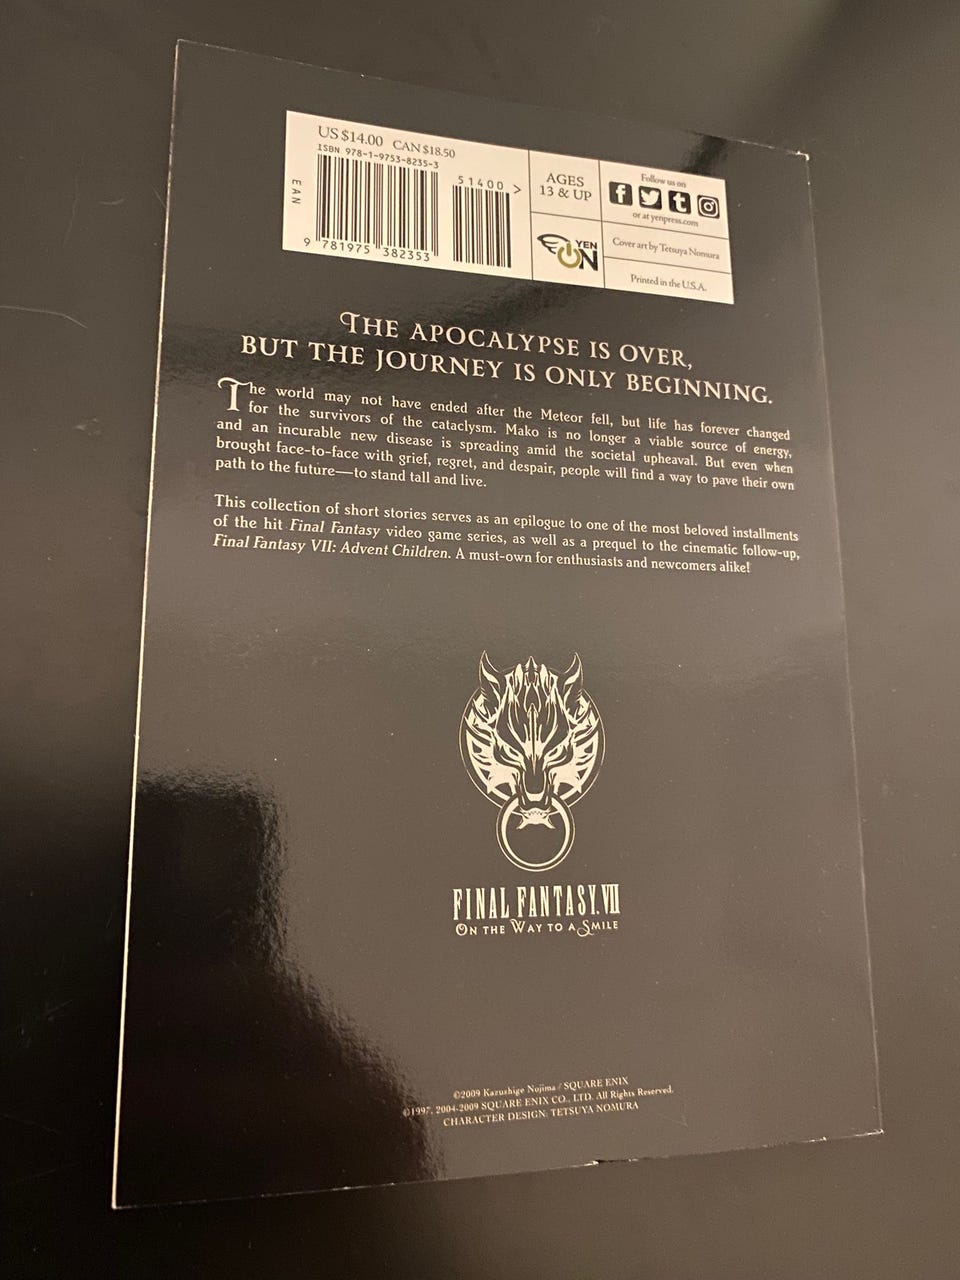 US $14.00 CAN $18.50
ISBN 978-1-9753-8235-3
51400 >
EAN
9 781975 382353
AGES
13 & UP
YEN
ON
Follow us on
or at yenpress.com
Cover art by Tetsuya Nomura
Printed in the U.S.A.
THE APOCALYPSE IS OVER,
BUT THE JOURNEY IS ONLY BEGINNING.
The world may not have ended after the Meteor fell, but life has forever changed
for the survivors of the cataclysm. Mako is no longer a viable source of energy,
and an incurable new disease is spreading amid the societal upheaval. But even when
brought face-to-face with grief, regret, and despair, people will find a way to pave their own
path to the future—to stand tall and live.
This collection of short stories serves as an epilogue to one of the most beloved installments
of the hit Final Fantasy video game series, as well as a prequel to the cinematic follow-up,
Final Fantasy VII: Advent Children. A must-own for enthusiasts and newcomers alike!
FINAL FANTASY.VII
ON THE WAY TO A SMILE
©2009 Kazushige Nojima / SQUARE ENIX
©1997, 2004-2009 SQUARE ENIX CO., LTD. All Rights Reserved.
CHARACTER DESIGN: TETSUYA NOMURA